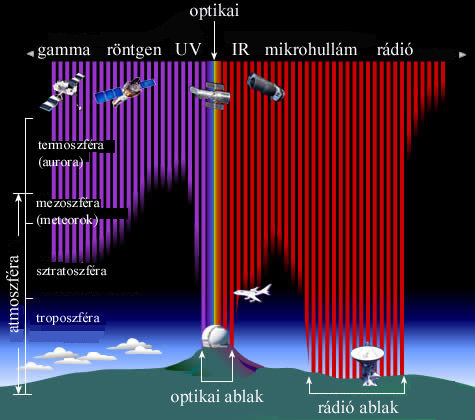 optikai
gamma röntgen UV IR mikrohullám rádió
termoszféra
(aurora)
mezoszféra
(meteorok)
sztratoszféra
atmoszféra
troposzféra
optikai ablak
rádió ablak